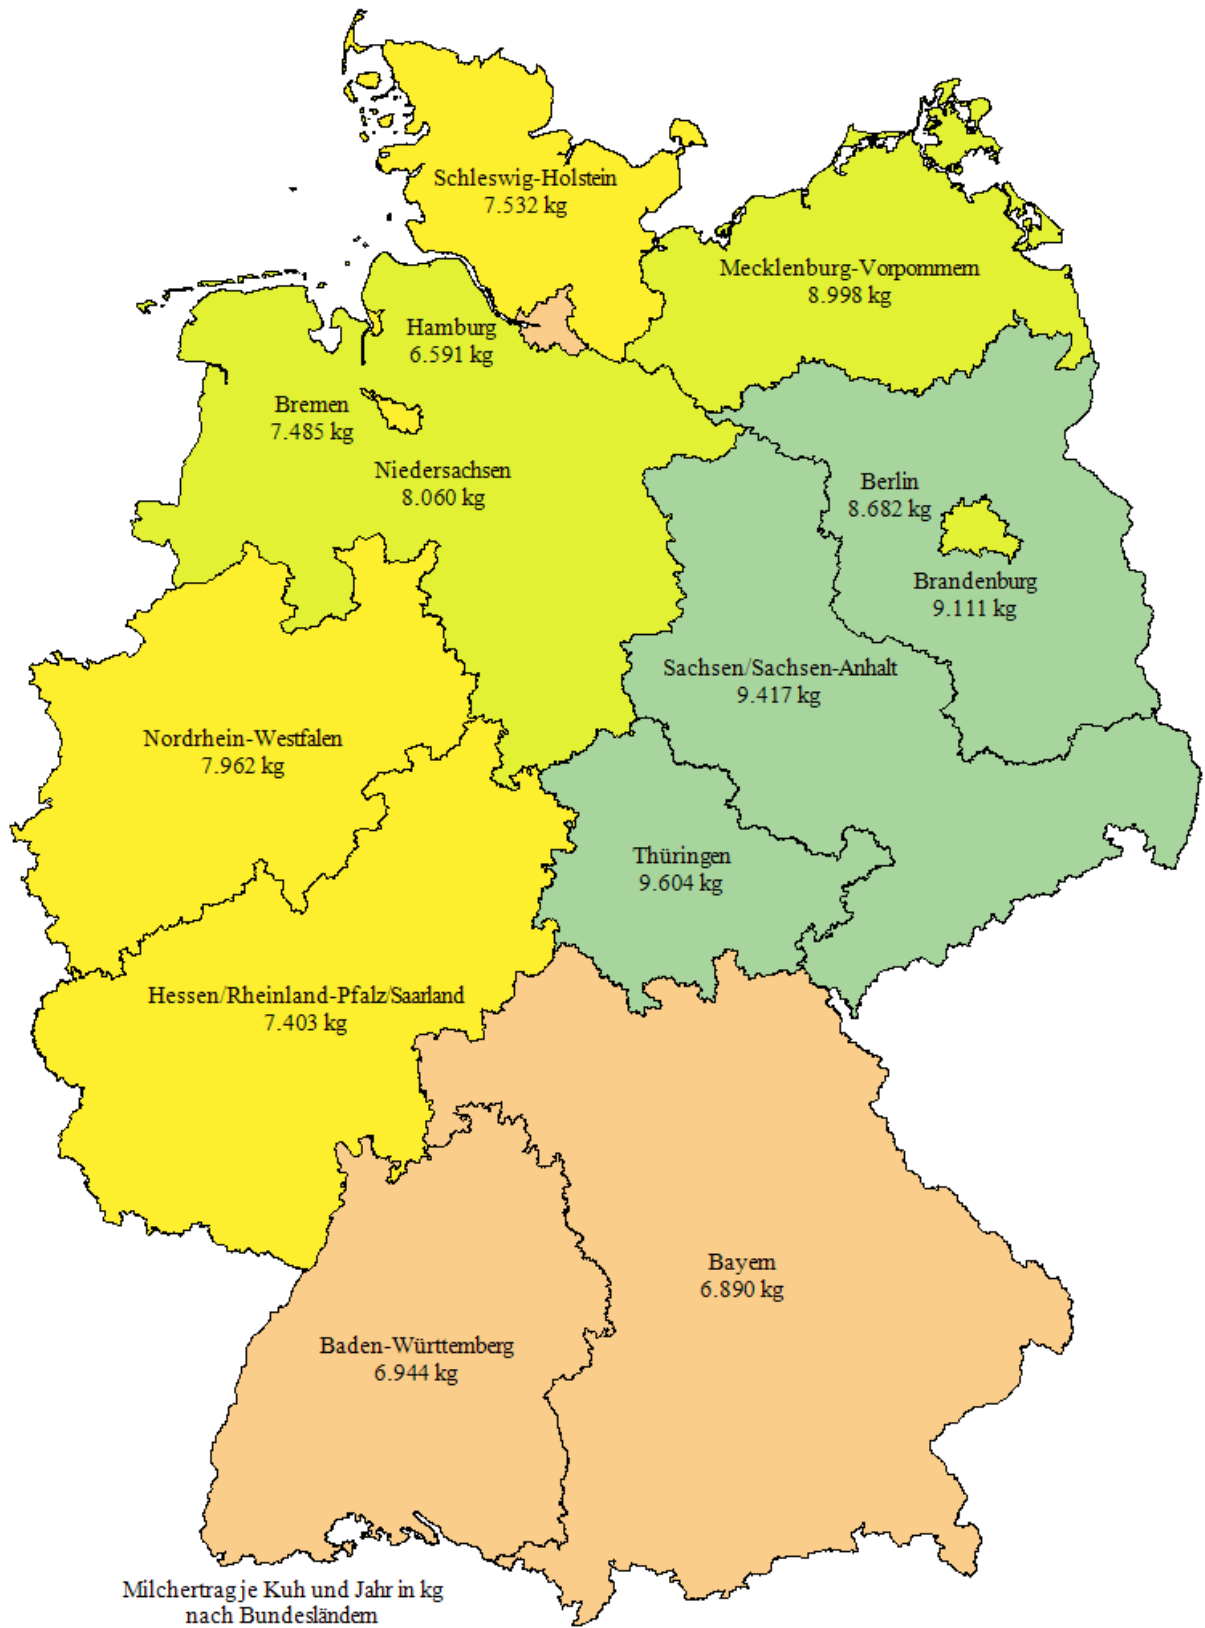 Schleswig-Holstein
7.532 kg
Mecklenburg-Vorpommern
8.998 kg
Hamburg
6.591 kg
Bremen
7.485 kg
Niedersachsen
8.060 kg
Berlin
8.682 kg
Brandenburg
9.111 kg
Sachsen/Sachsen-Anhalt
9.417 kg
Nordrhein-Westfalen
7.962 kg
Thüringen
9.604 kg
Hessen/Rheinland-Pfalz/Saarland
7.403 kg
Bayern
6.890 kg
Baden-Württemberg
6.944 kg
Milchertrag je Kuh und Jahr in kg
nach Bundesländern